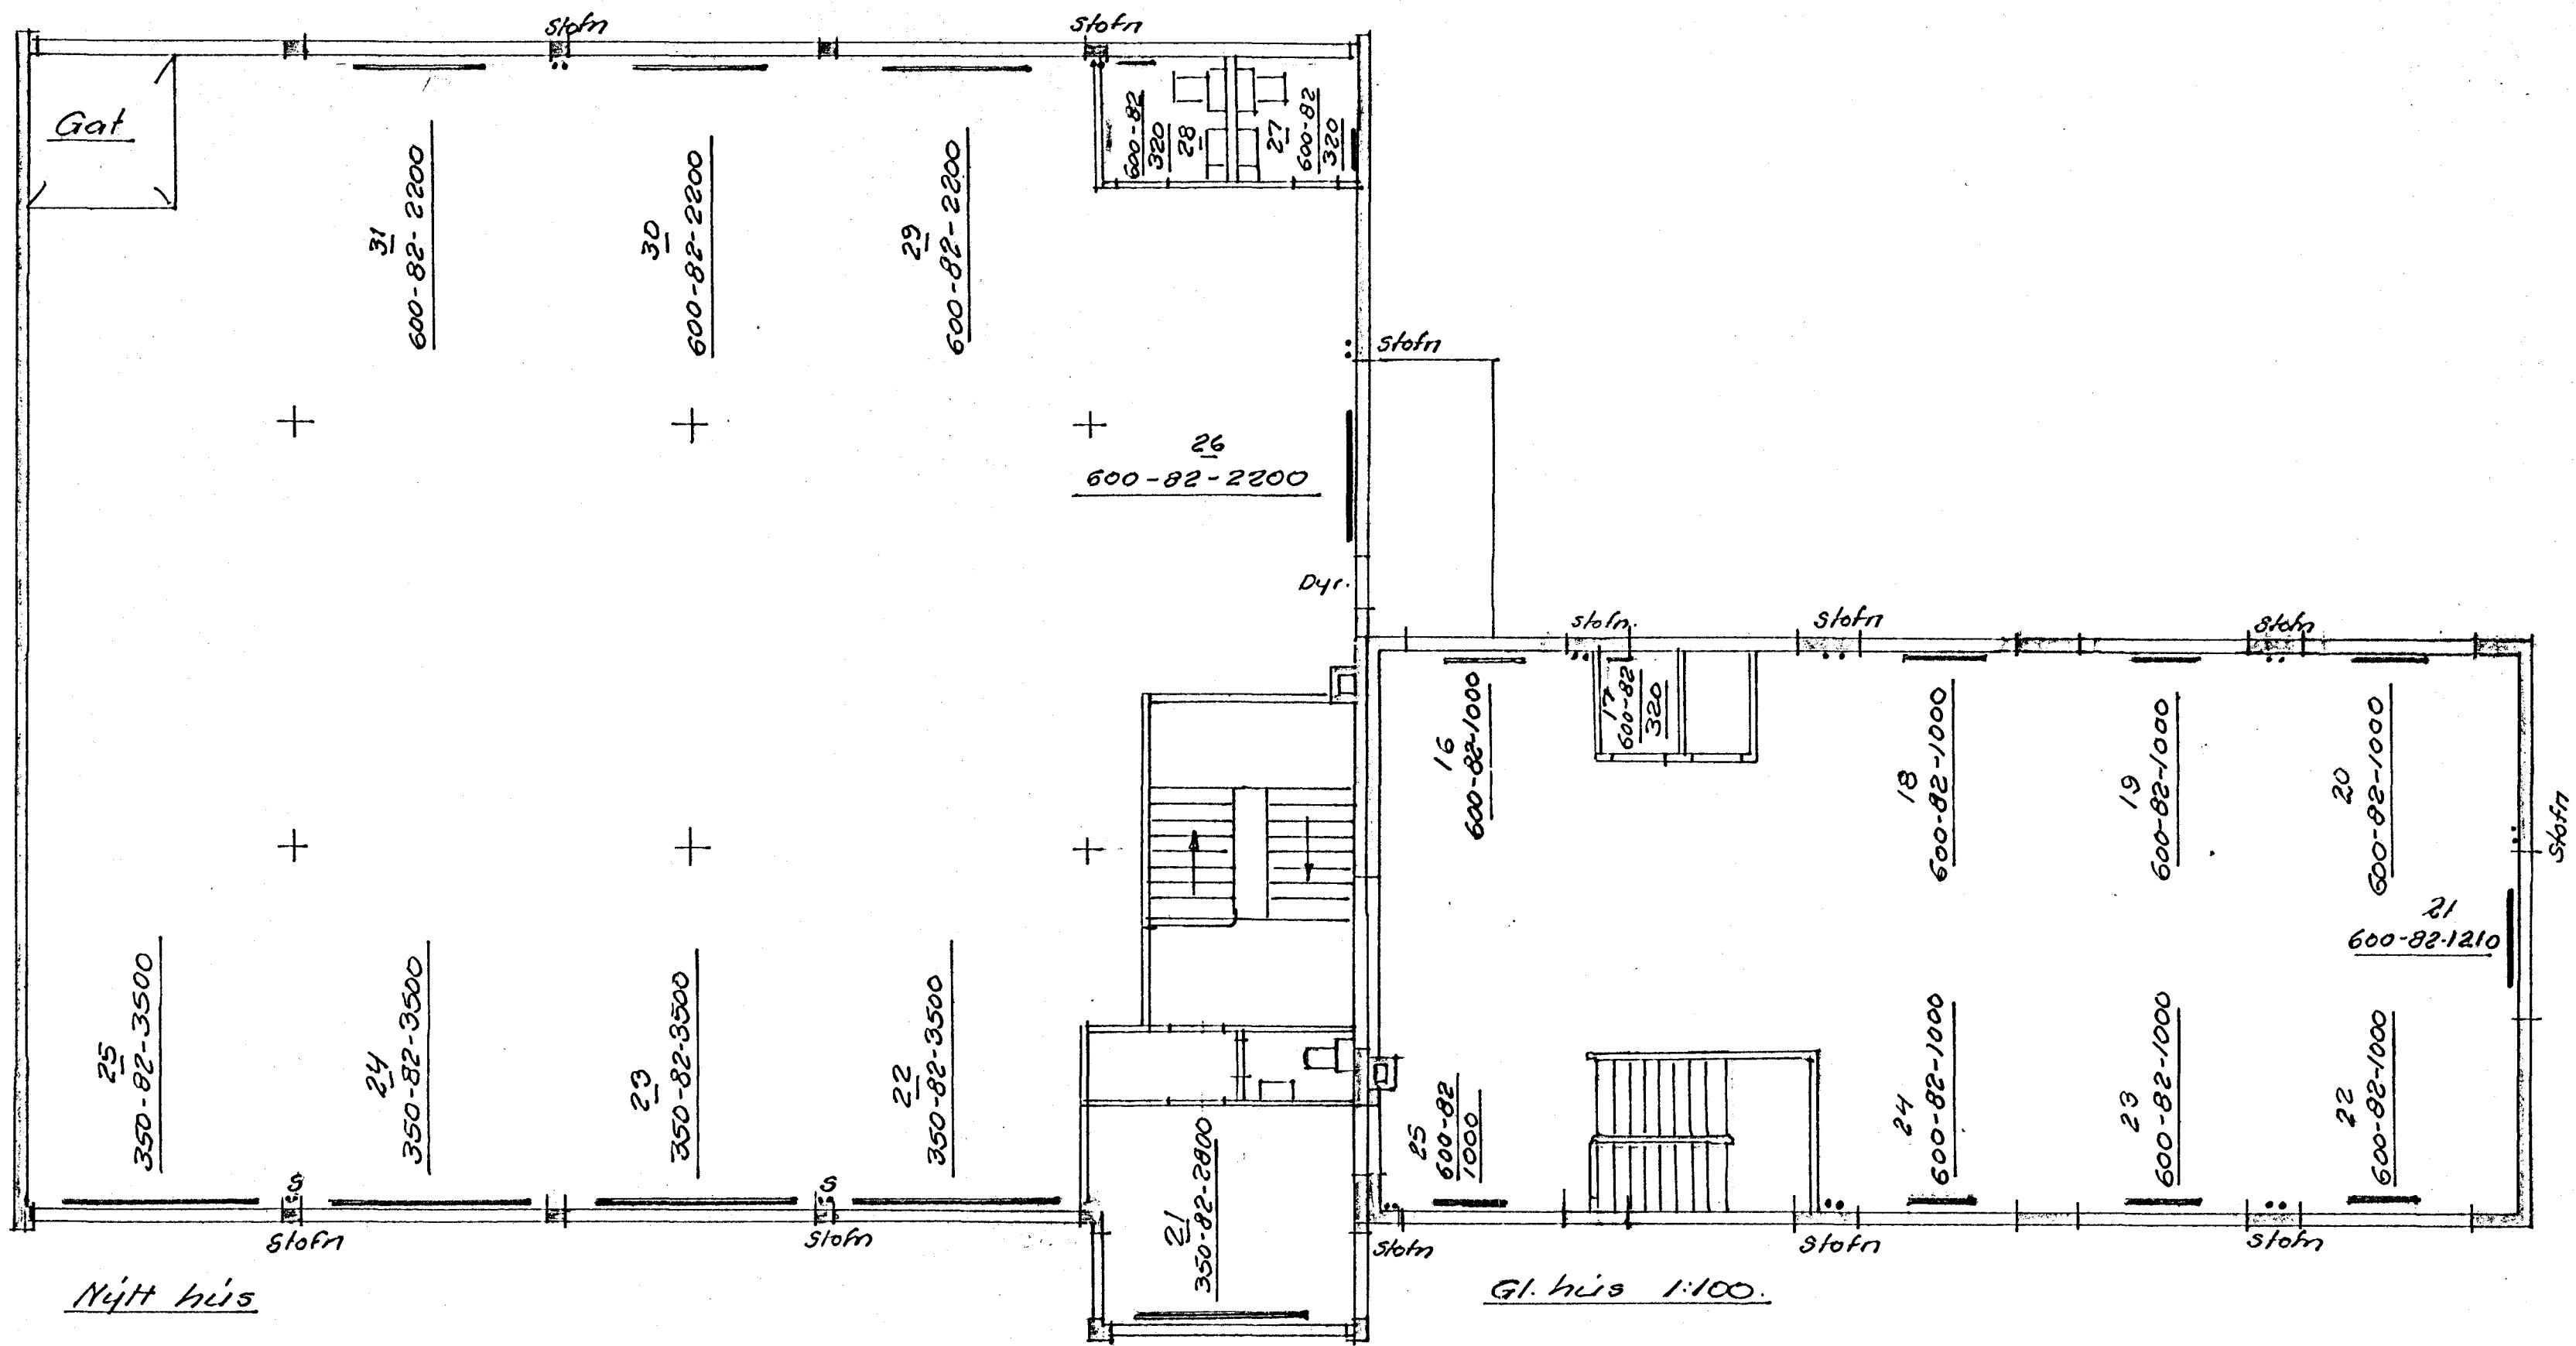 Stofn
Stofn
Gat
31
600-82-2200
30
600-82-2200
29
600-82-2200
600-82
320
28
27
600-82
320
Stofn
26
600-82-2200
Dyr.
stofn.
Stofn
Stofn
16
600-82-1000
17
600-82
320
18
600-82-1000
19
600-82-1000
20
600-82-1000
Stofn
21
600-82-1210
25
350-82-3500
24
350-82-3500
23
350-82-3500
22
350-82-3500
21
350-82-2800
25
600-82
1000
24
600-82-1000
23
600-82-1000
22
600-82-1000
S
S
Stofn
Stofn
Stofn
Stofn
Stofn
Nýtt hús
Gl. hús 1:100.